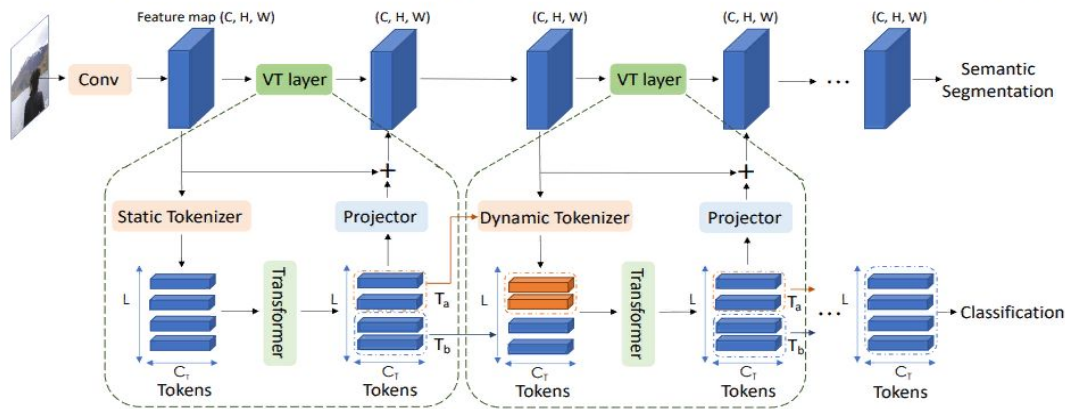 Feature map (C, H, W)
(C, H, W)
(C, H, W)
(C, H, W)
(C, H, W)
Conv
VT layer
VT layer
...
Semantic
Segmentation
+
+
Static Tokenizer
Projector
Dynamic Tokenizer
Projector
L
Transformer
L
Tₐ
T_b
L
Transformer
L
Tₐ
T_b
...
L
Classification
C_T
C_T
C_T
C_T
C_T
Tokens
Tokens
Tokens
Tokens
Tokens